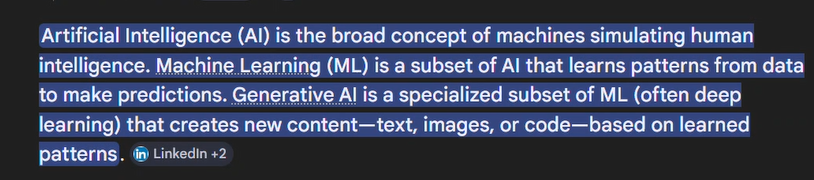 Artificial Intelligence (AI) is the broad concept of machines simulating human
intelligence. Machine Learning (ML) is a subset of AI that learns patterns from data
to make predictions. Generative AI is a specialized subset of ML (often deep
learning) that creates new content—text, images, or code—based on learned
patterns. in LinkedIn +2